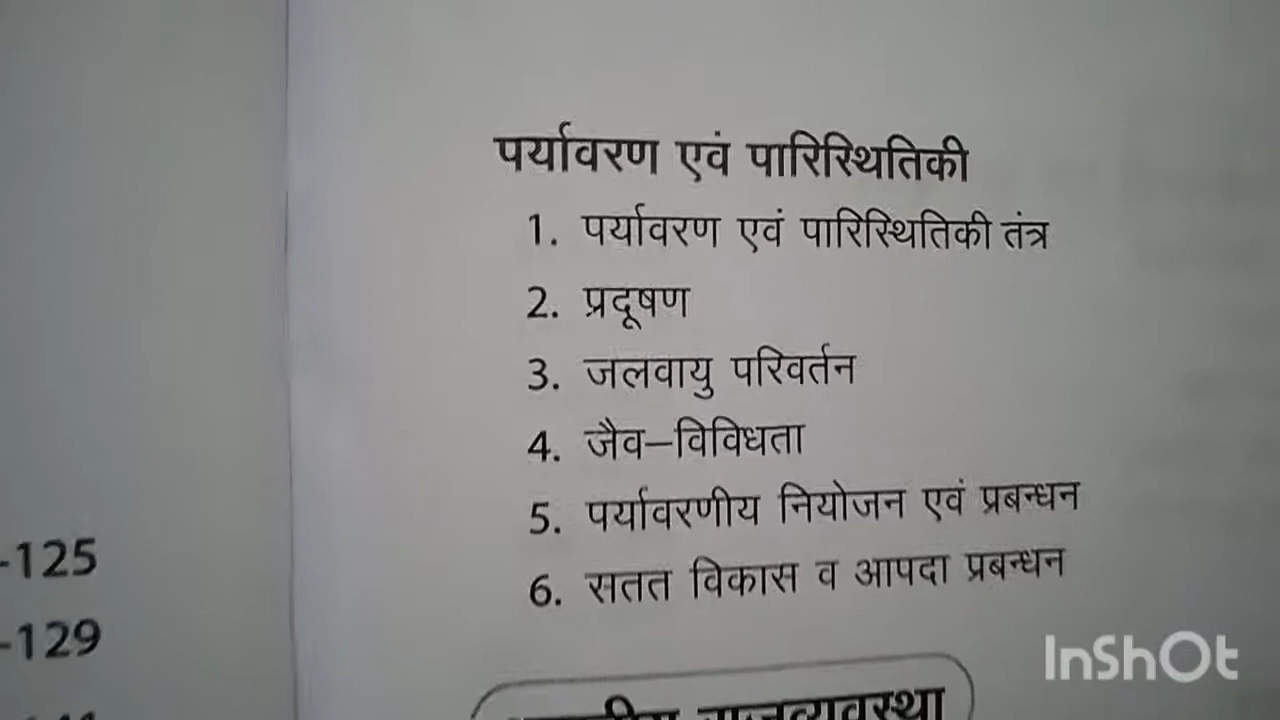 पर्यावरण एवं पारिस्थितिकी
1. पर्यावरण एवं पारिस्थितिकी तंत्र
2. प्रदूषण
3. जलवायु परिवर्तन
4. जैव–विविधता
5. पर्यावरणीय नियोजन एवं प्रबन्धन
6. सतत विकास व आपदा प्रबन्धन
-125
-129
InShOt